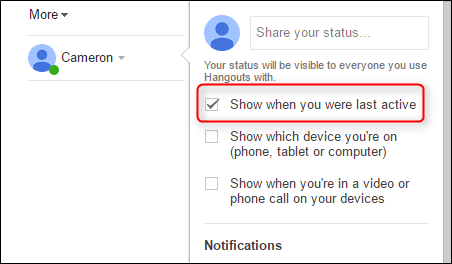 More
Cameron
Share your status...
Your status will be visible to everyone you use
Hangouts with.
Show when you were last active
Show which device you're on
(phone, tablet or computer)
Show when you're in a video or
phone call on your devices
Notifications